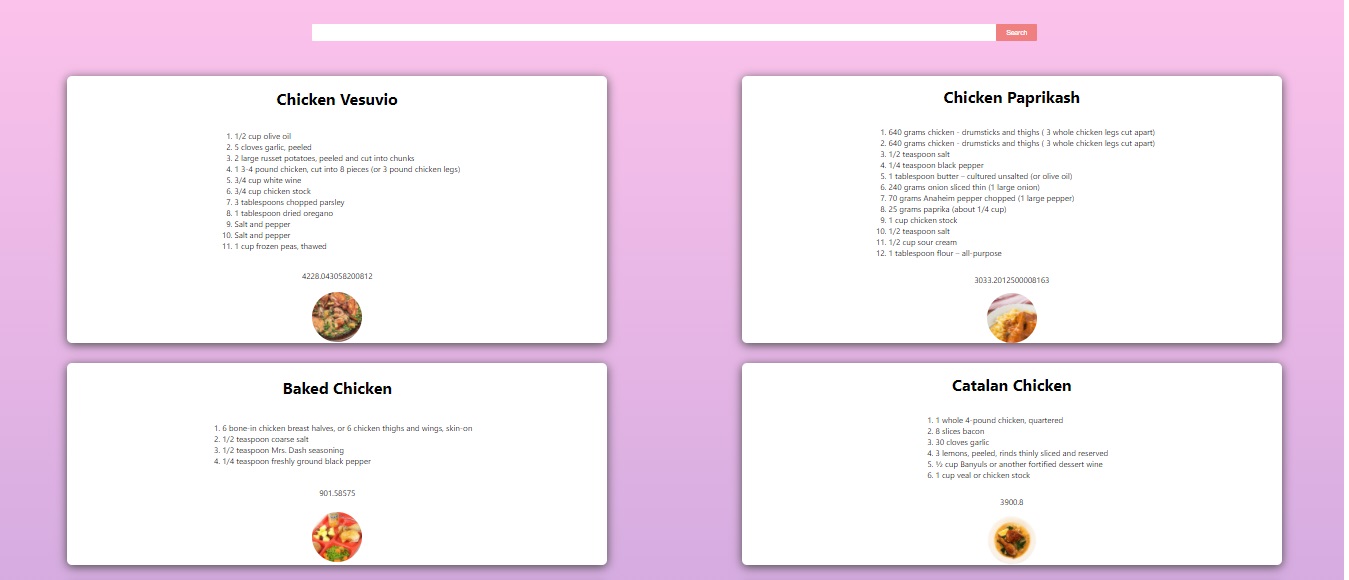 Search
Chicken Vesuvio
1. 1/2 cup olive oil
2. 5 cloves garlic, peeled
3. 2 large russet potatoes, peeled and cut into chunks
4. 1 3-4 pound chicken, cut into 8 pieces (or 3 pound chicken legs)
5. 3/4 cup white wine
6. 3/4 cup chicken stock
7. 3 tablespoons chopped parsley
8. 1 tablespoon dried oregano
9. Salt and pepper
10. Salt and pepper
11. 1 cup frozen peas, thawed
4228.043058200812
Chicken Paprikash
1. 640 grams chicken - drumsticks and thighs ( 3 whole chicken legs cut apart)
2. 640 grams chicken - drumsticks and thighs ( 3 whole chicken legs cut apart)
3. 1/2 teaspoon salt
4. 1/4 teaspoon black pepper
5. 1 tablespoon butter – cultured unsalted (or olive oil)
6. 240 grams onion sliced thin (1 large onion)
7. 70 grams Anaheim pepper chopped (1 large pepper)
8. 25 grams paprika (about 1/4 cup)
9. 1 cup chicken stock
10. 1/2 teaspoon salt
11. 1/2 cup sour cream
12. 1 tablespoon flour – all-purpose
3033.2012500008163
Baked Chicken
1. 6 bone-in chicken breast halves, or 6 chicken thighs and wings, skin-on
2. 1/2 teaspoon coarse salt
3. 1/2 teaspoon Mrs. Dash seasoning
4. 1/4 teaspoon freshly ground black pepper
901.58575
Catalan Chicken
1. 1 whole 4-pound chicken, quartered
2. 8 slices bacon
3. 30 cloves garlic
4. 3 lemons, peeled, rinds thinly sliced and reserved
5. ½ cup Banyuls or another fortified dessert wine
6. 1 cup veal or chicken stock
3900.8